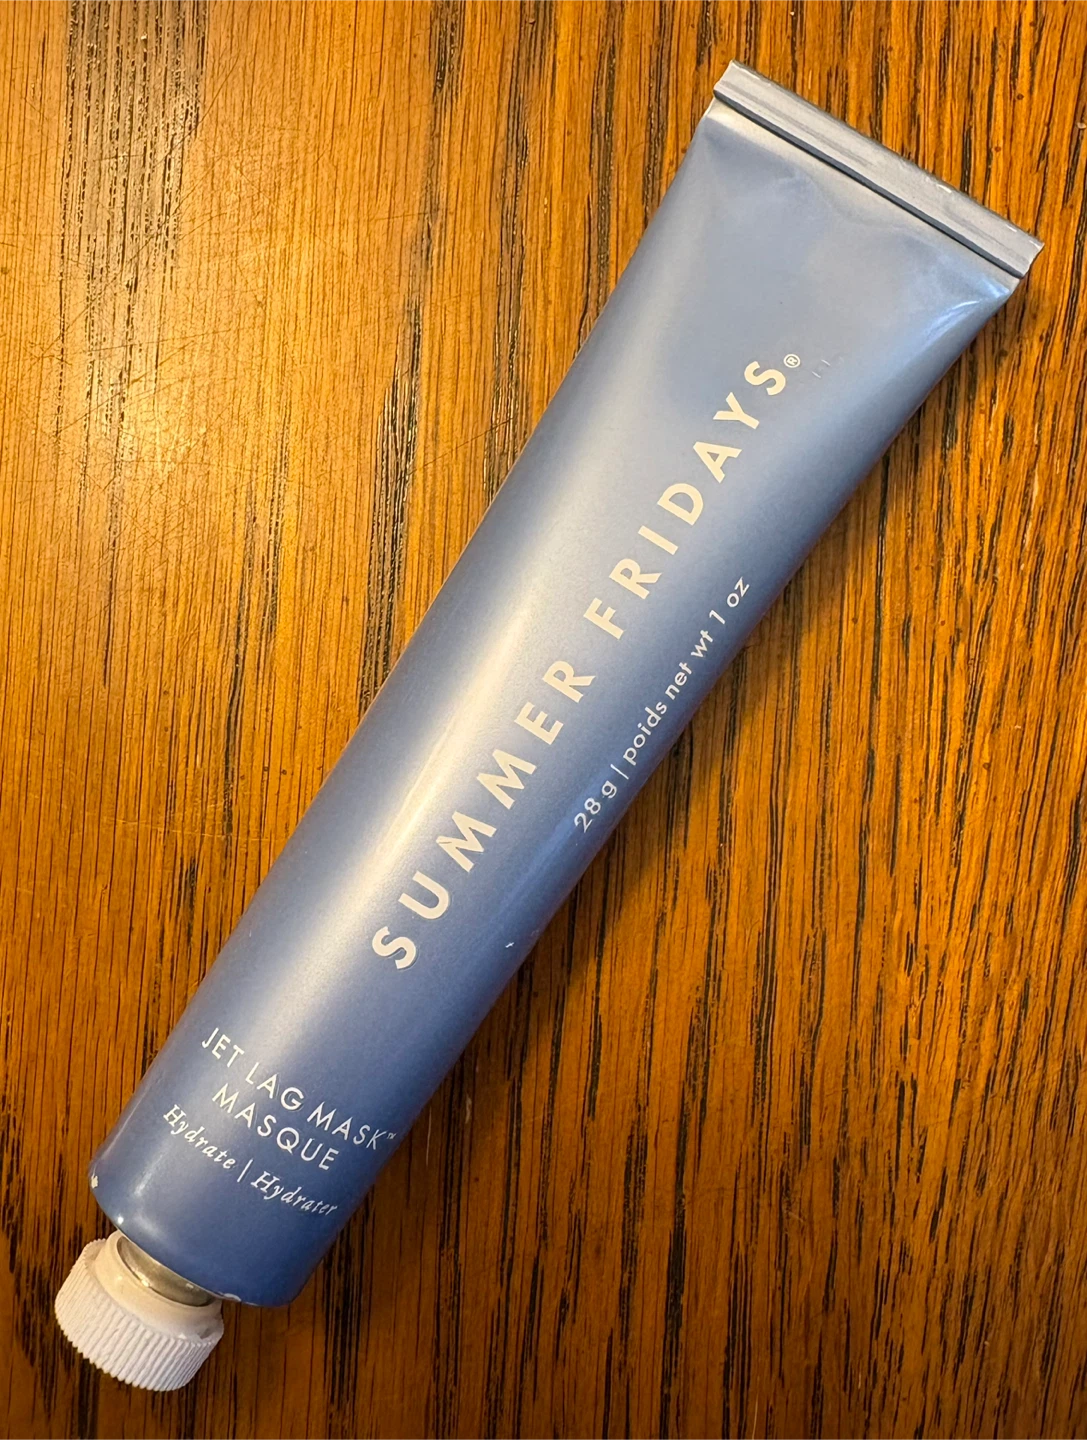 SUMMER FRIDAYS®
28 g | poids net wt 1 oz
JET LAG MASK™
MASQUE
Hydrate | Hydrater